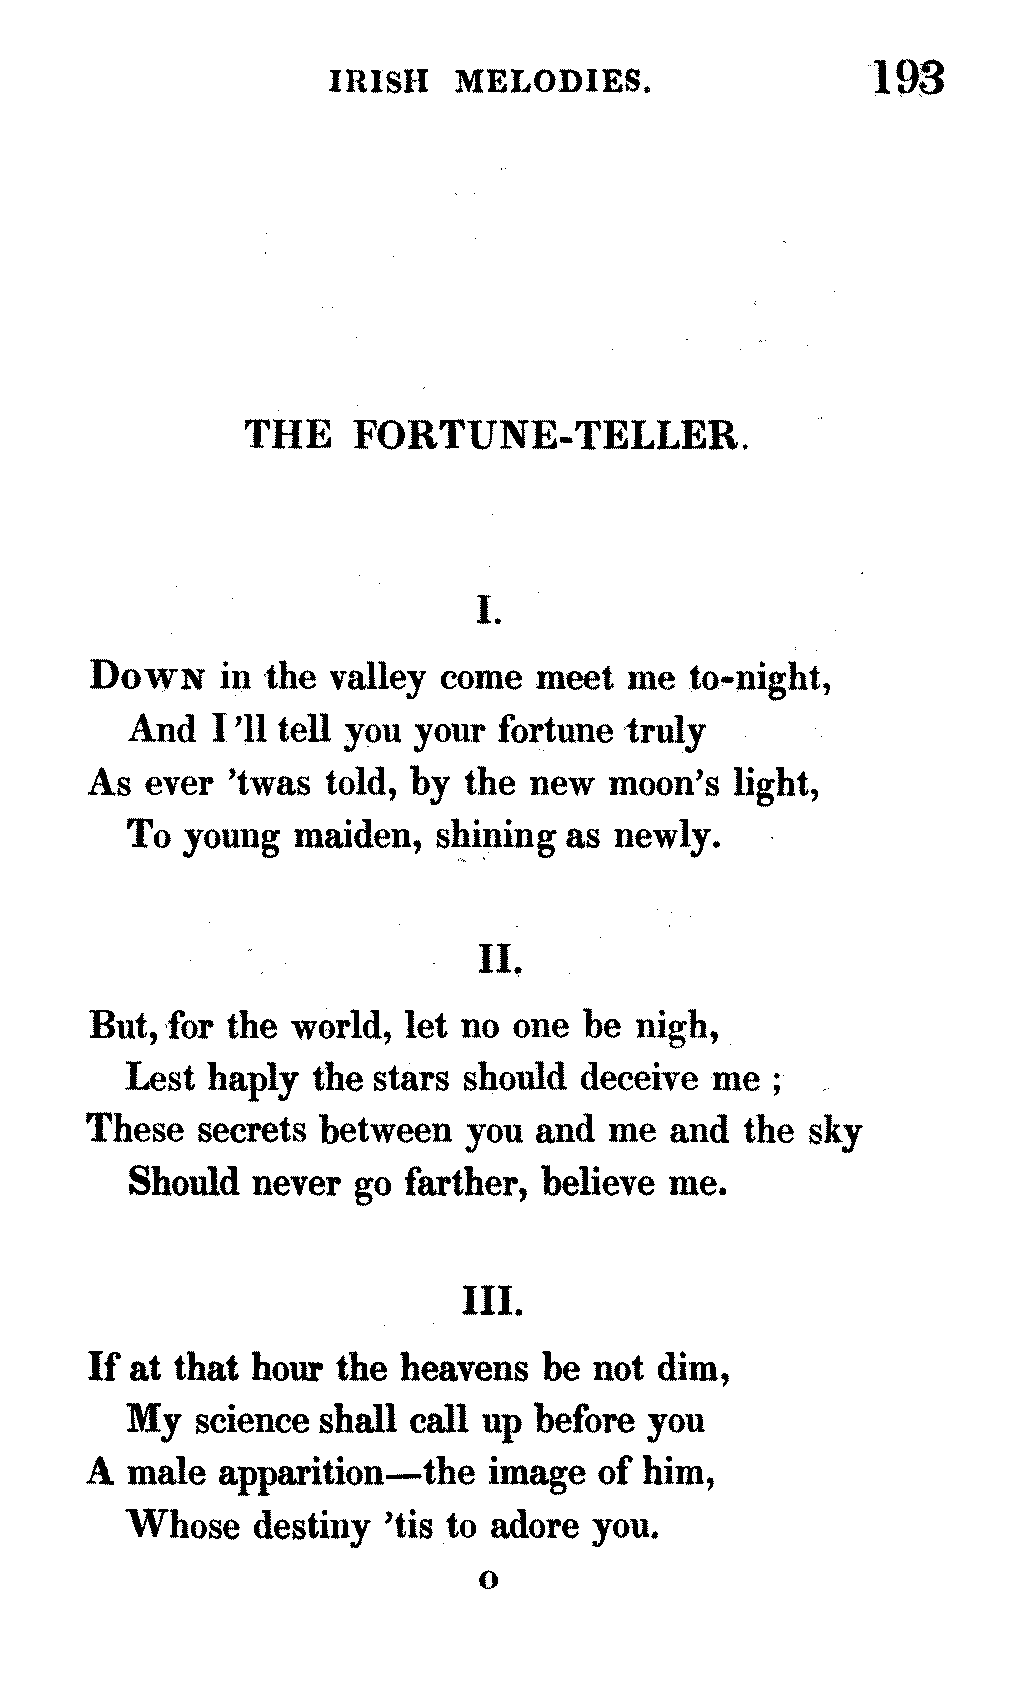 IRISH MELODIES. 193
THE FORTUNE-TELLER.
I.
DOWN in the valley come meet me to-night,
And I'll tell you your fortune truly
As ever 'twas told, by the new moon's light,
To young maiden, shining as newly.
II.
But, for the world, let no one be nigh,
Lest haply the stars should deceive me ;
These secrets between you and me and the sky
Should never go farther, believe me.
III.
If at that hour the heavens be not dim,
My science shall call up before you
A male apparition—the image of him,
Whose destiny 'tis to adore you.
O